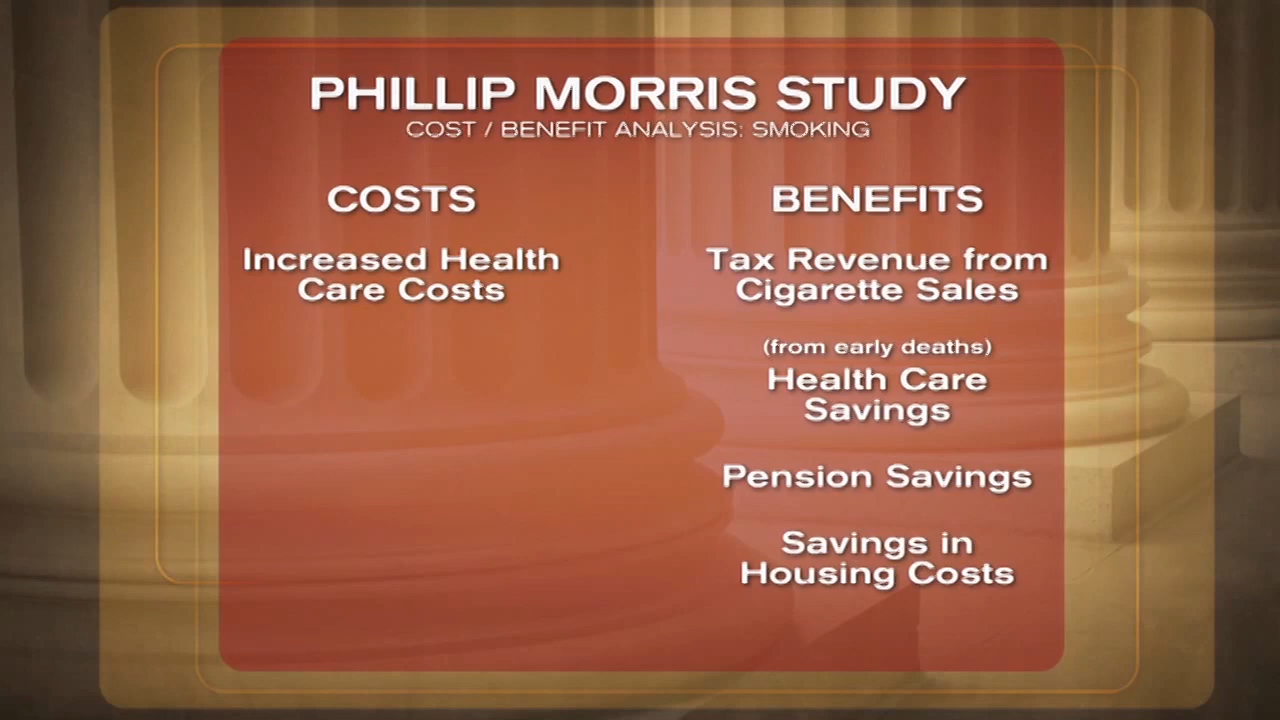 PHILLIP MORRIS STUDY
COST / BENEFIT ANALYSIS: SMOKING
COSTS
Increased Health
Care Costs
BENEFITS
Tax Revenue from
Cigarette Sales
(from early deaths)
Health Care
Savings
Pension Savings
Savings in
Housing Costs